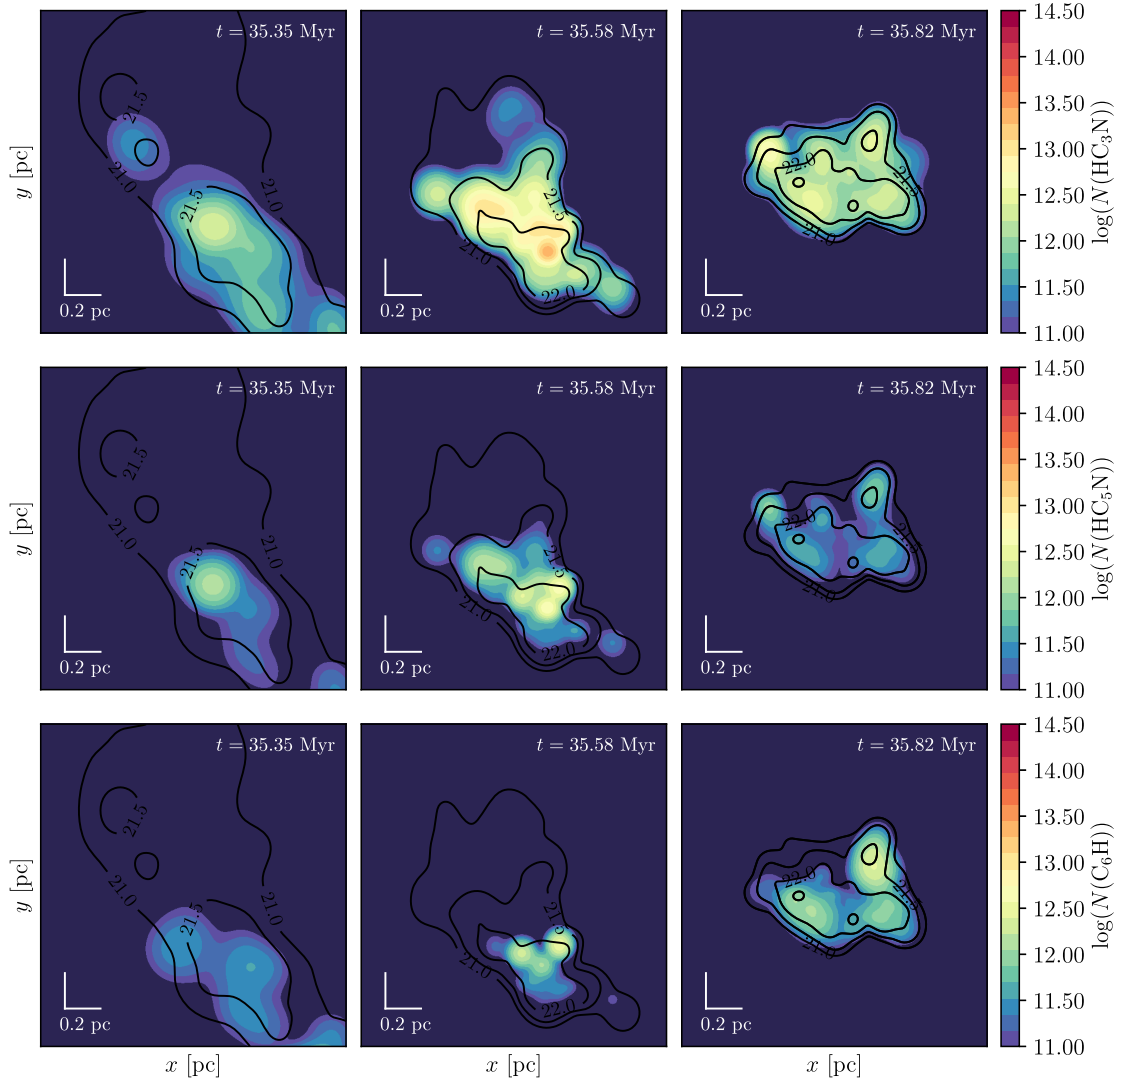 t = 35.35 Myr
t = 35.58 Myr
t = 35.82 Myr
21.5
21.0
21.0
21.5
0.2 pc
21.5
21.0
22.0
0.2 pc
22.0
21.5
21.0
0.2 pc
y [pc]
14.50
14.00
13.50
13.00
12.50
12.00
11.50
11.00
log(N(HC₃N))
t = 35.35 Myr
t = 35.58 Myr
t = 35.82 Myr
21.5
21.0
21.0
21.5
0.2 pc
21.5
21.0
22.0
0.2 pc
22.0
21.5
21.0
0.2 pc
y [pc]
14.50
14.00
13.50
13.00
12.50
12.00
11.50
11.00
log(N(HC₅N))
t = 35.35 Myr
t = 35.58 Myr
t = 35.82 Myr
21.5
21.0
21.0
21.5
0.2 pc
21.5
21.0
22.0
0.2 pc
22.0
21.5
21.0
0.2 pc
y [pc]
14.50
14.00
13.50
13.00
12.50
12.00
11.50
11.00
log(N(C₆H))
x [pc]
x [pc]
x [pc]